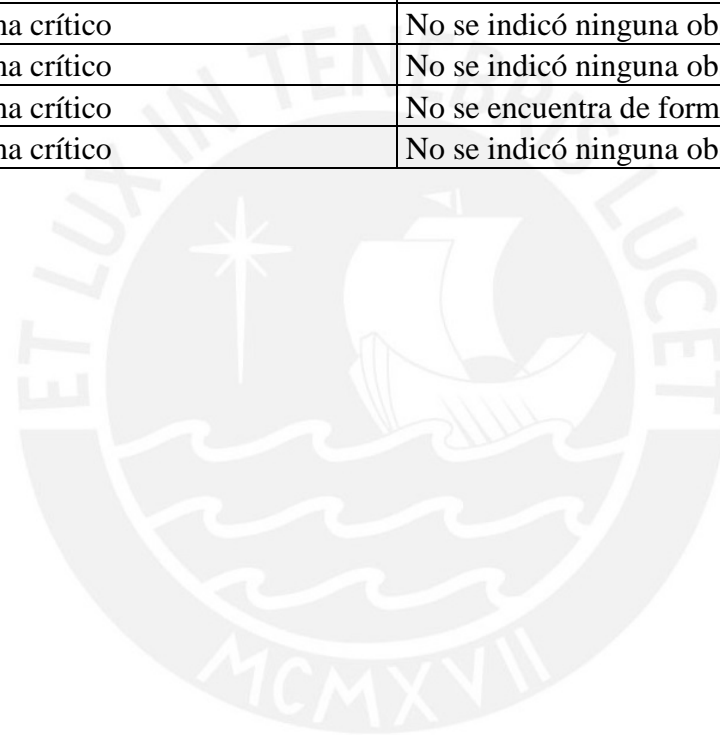 na crítico No se indicó ninguna ob
na crítico No se indicó ninguna ob
na crítico No se encuentra de form
na crítico No se indicó ninguna ob
ET LUX IN TENEBRIS LUCET
MCMXVII